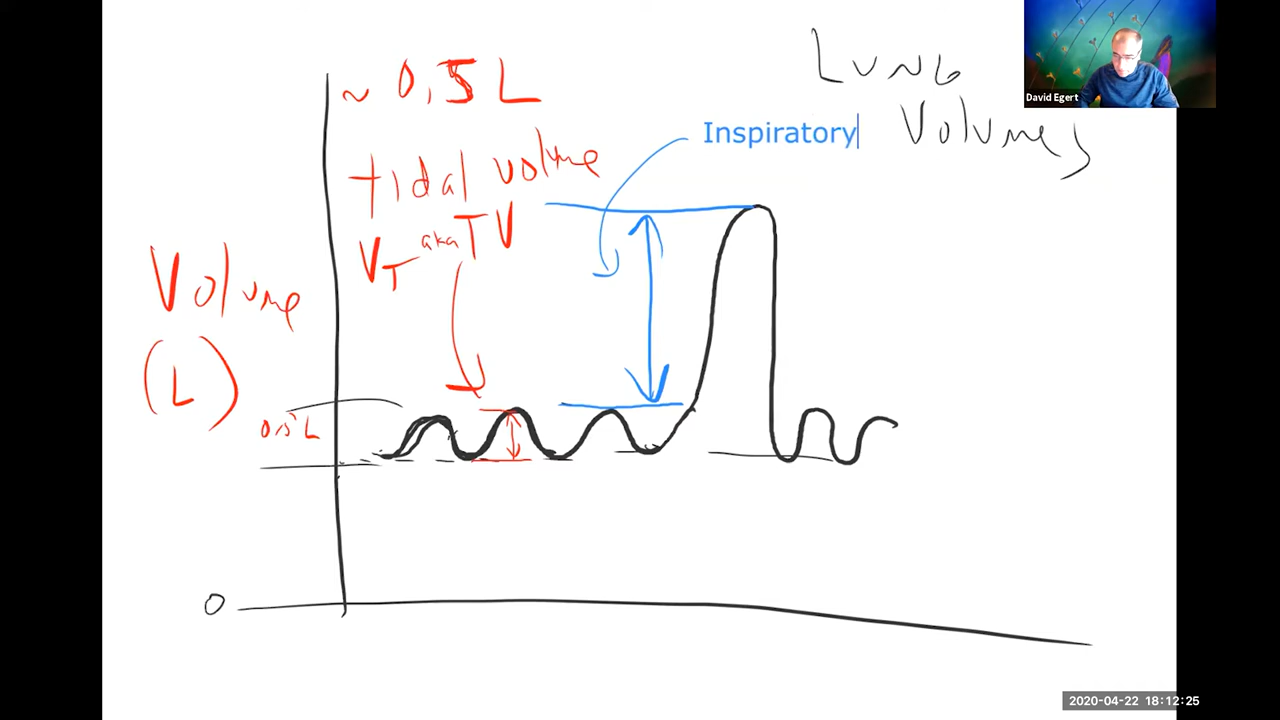 Lung
Volumes
David Egert
~ 0.5 L
tidal volume
VT aka TV
Inspiratory
Volume
(L)
0.5 L
0
2020-04-22 18:12:25